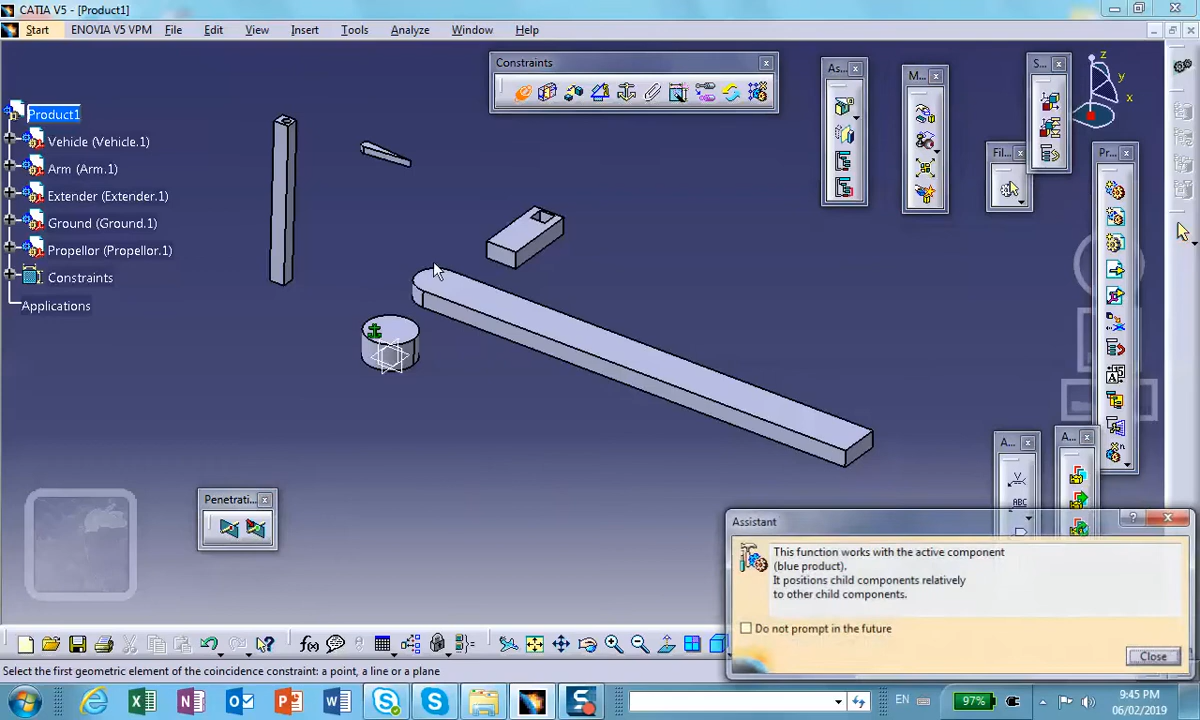 CATIA V5 - [Product1]
Start ENOVIA V5 VPM File Edit View Insert Tools Analyze Window Help
Constraints
As...
M...
S...
z
y
x
Product1
Vehicle (Vehicle.1)
Arm (Arm.1)
Extender (Extender.1)
Ground (Ground.1)
Propellor (Propellor.1)
Constraints
Applications
Fil...
Pr...
A...
A...
ABC
Penetrati...
Assistant
This function works with the active component
(blue product).
It positions child components relatively
to other child components.
Do not prompt in the future
Close
f(x)
Select the first geometric element of the coincidence constraint: a point, a line or a plane
EN
97%
9:45 PM
06/02/2019